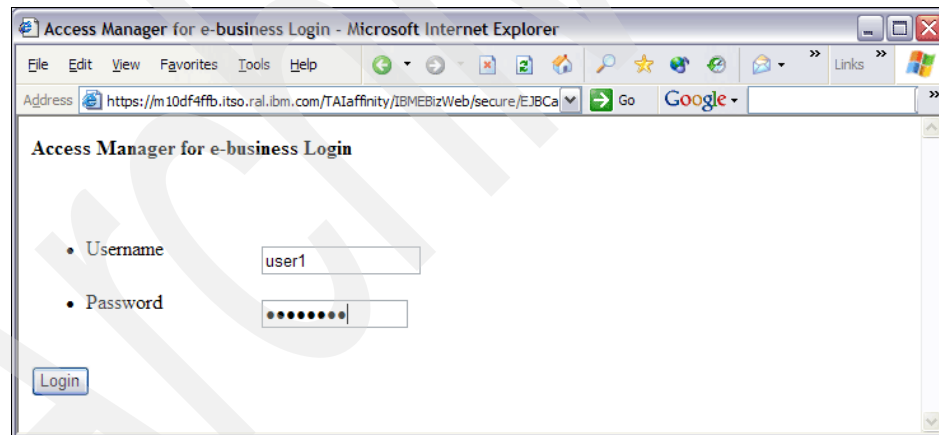 Access Manager for e-business Login - Microsoft Internet Explorer
File Edit View Favorites Tools Help » Links »
Address https://m10df4ffb.itso.ral.ibm.com/TAIaffinity/IBMEBizWeb/secure/EJBCa Go Google »
Access Manager for e-business Login
• Username user1
• Password ••••••••
Login